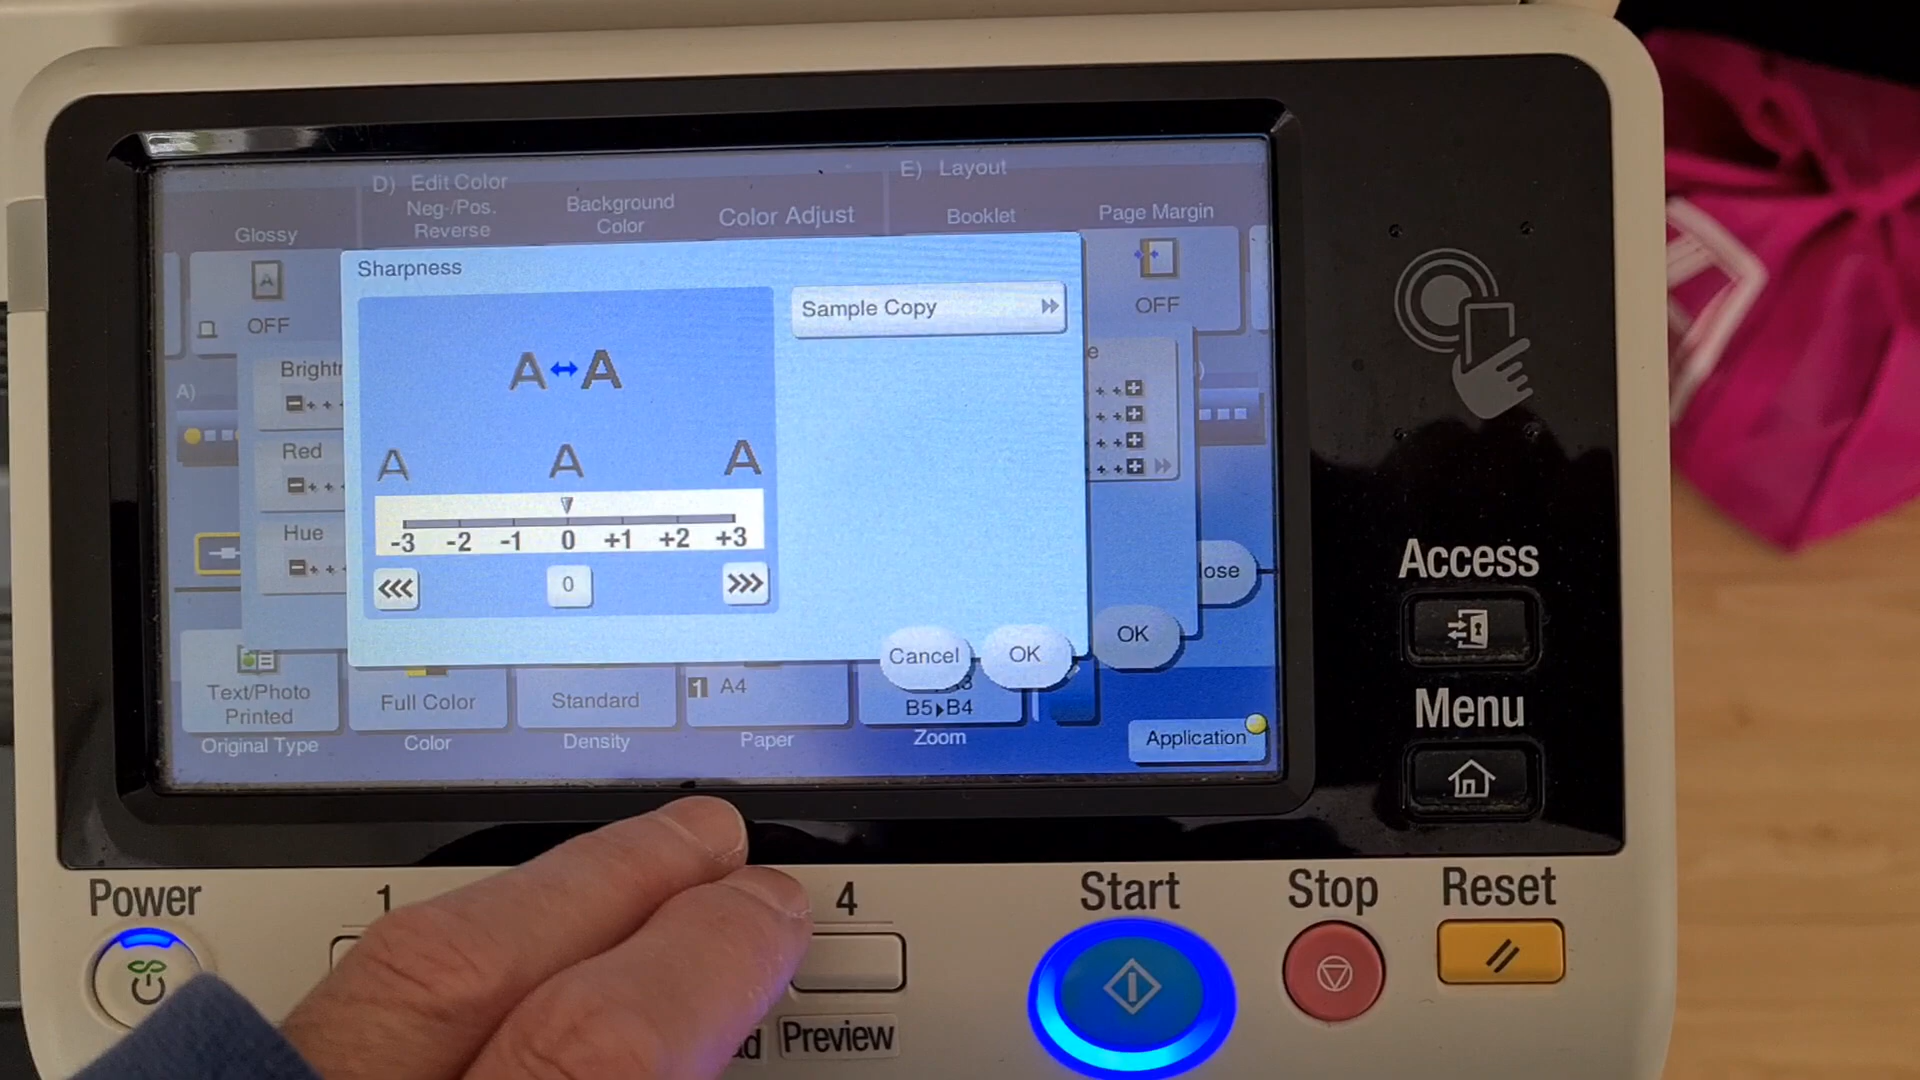 D) Edit Color
E) Layout
Glossy
Neg-/Pos.
Reverse
Background
Color
Color Adjust
Booklet
Page Margin
OFF
OFF
Sharpness
Sample Copy
A A
A A A
-3 -2 -1 0 +1 +2 +3
0
Cancel
OK
OK
A)
Brightn
Red
Hue
e
lose
Text/Photo
Printed
Full Color
Standard
1 A4
B5 B4
Original Type
Color
Density
Paper
Zoom
Application
Access
Menu
Power
1
4
Start
Stop
Reset
Preview